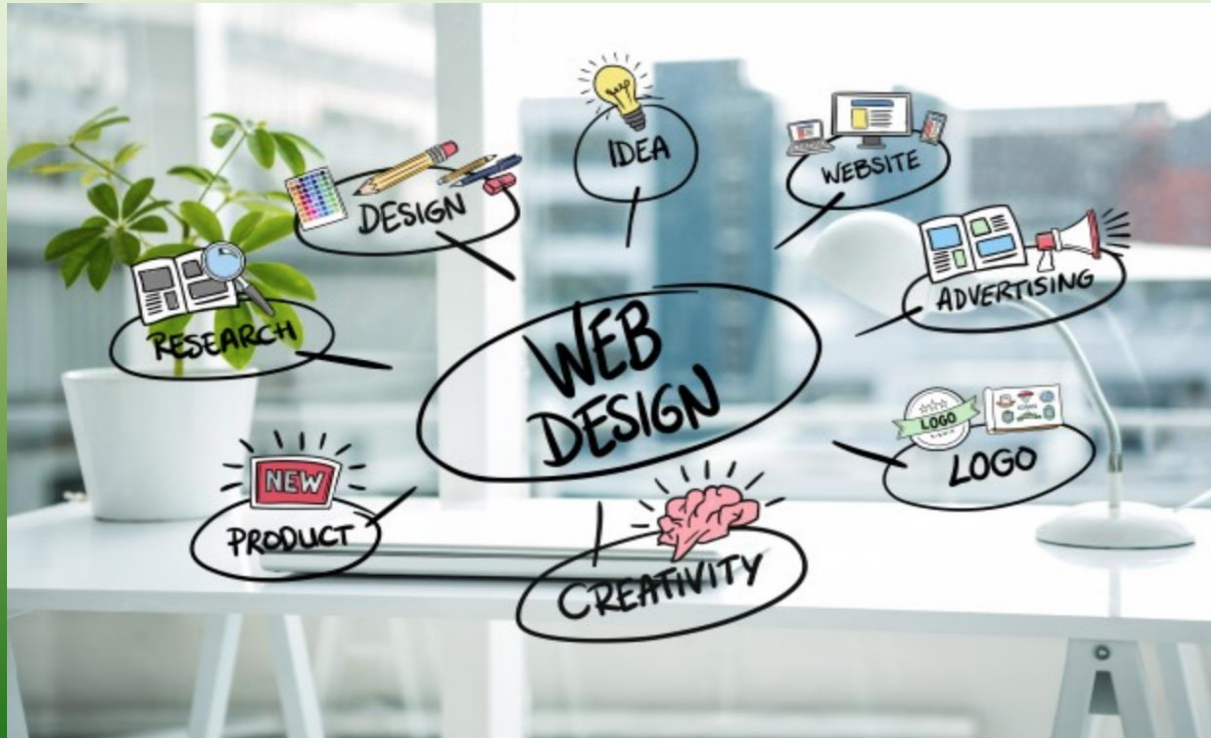 IDEA
WEBSITE
DESIGN
ADVERTISING
RESEARCH
WEB
DESIGN
LOGO
LOGO
NEW
PRODUCT
CREATIVITY